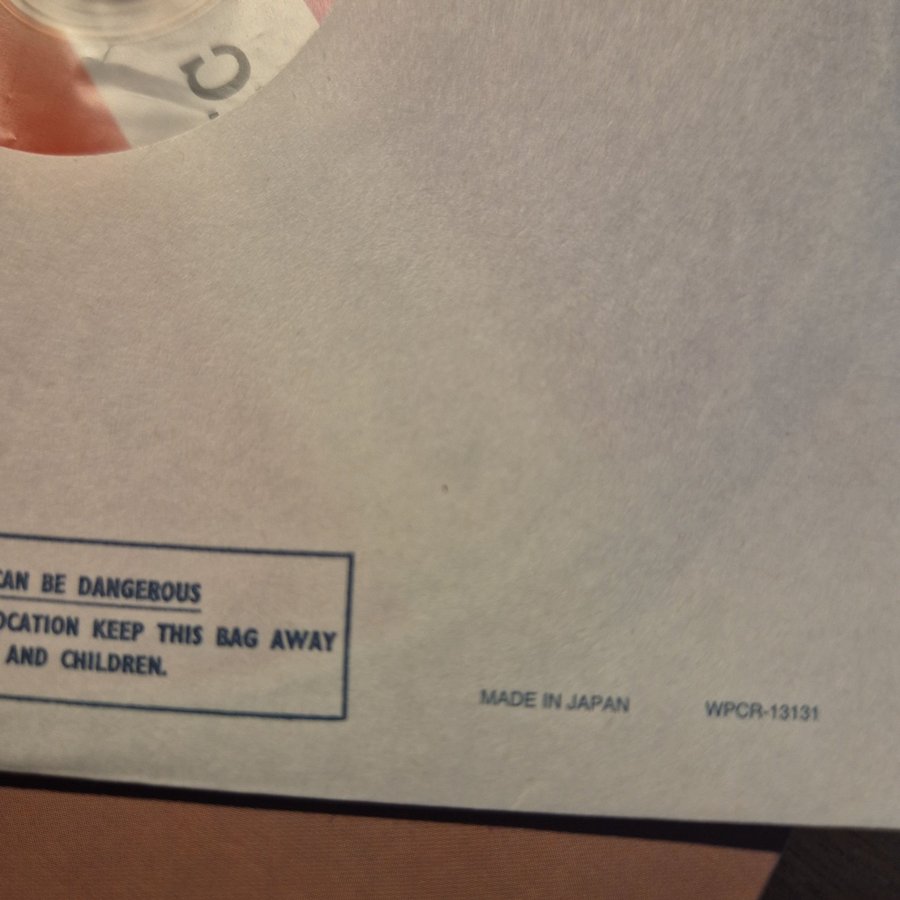 C
CAN BE DANGEROUS
OCATION KEEP THIS BAG AWAY
AND CHILDREN.
MADE IN JAPAN WPCR-13131